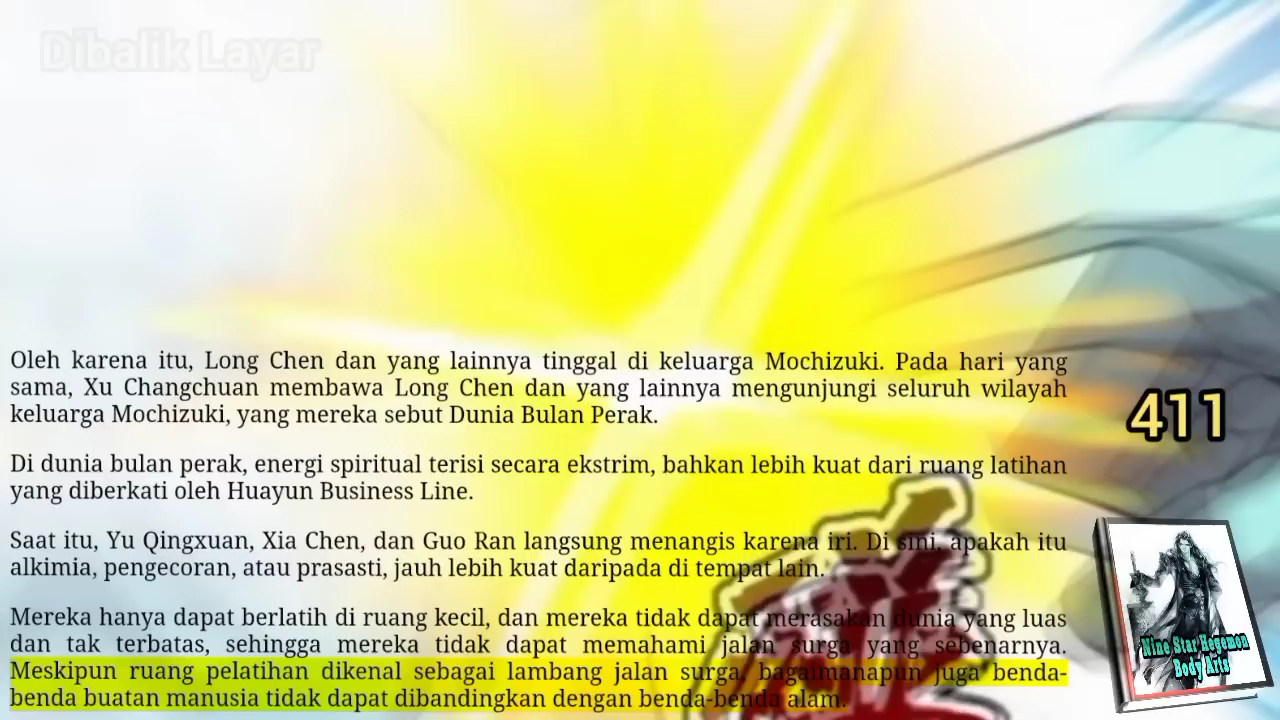 Dibalik Layar
Oleh karena itu, Long Chen dan yang lainnya tinggal di keluarga Mochizuki. Pada hari yang
sama, Xu Changchuan membawa Long Chen dan yang lainnya mengunjungi seluruh wilayah
keluarga Mochizuki, yang mereka sebut Dunia Bulan Perak.
Di dunia bulan perak, energi spiritual terisi secara ekstrim, bahkan lebih kuat dari ruang latihan
yang diberkati oleh Huayun Business Line.
Saat itu, Yu Qingxuan, Xia Chen, dan Guo Ran langsung menangis karena iri. Di sini, apakah itu
alkimia, pengecoran, atau prasasti, jauh lebih kuat daripada di tempat lain.
Mereka hanya dapat berlatih di ruang kecil, dan mereka tidak dapat merasakan dunia yang luas
dan tak terbatas, sehingga mereka tidak dapat memahami jalan surga yang sebenarnya.
Meskipun ruang pelatihan dikenal sebagai lambang jalan surga, bagaimanapun juga benda-
benda buatan manusia tidak dapat dibandingkan dengan benda-benda alam.
411
Nine Star Hegemon
Body Arts